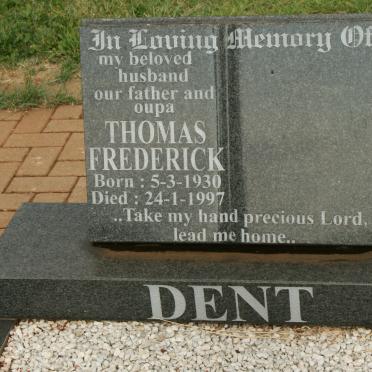 In Loving Memory Of
my beloved
husband
our father and
oupa
THOMAS
FREDERICK
Born : 5-3-1930
Died : 24-1-1997
..Take my hand precious Lord,
lead me home..
DENT